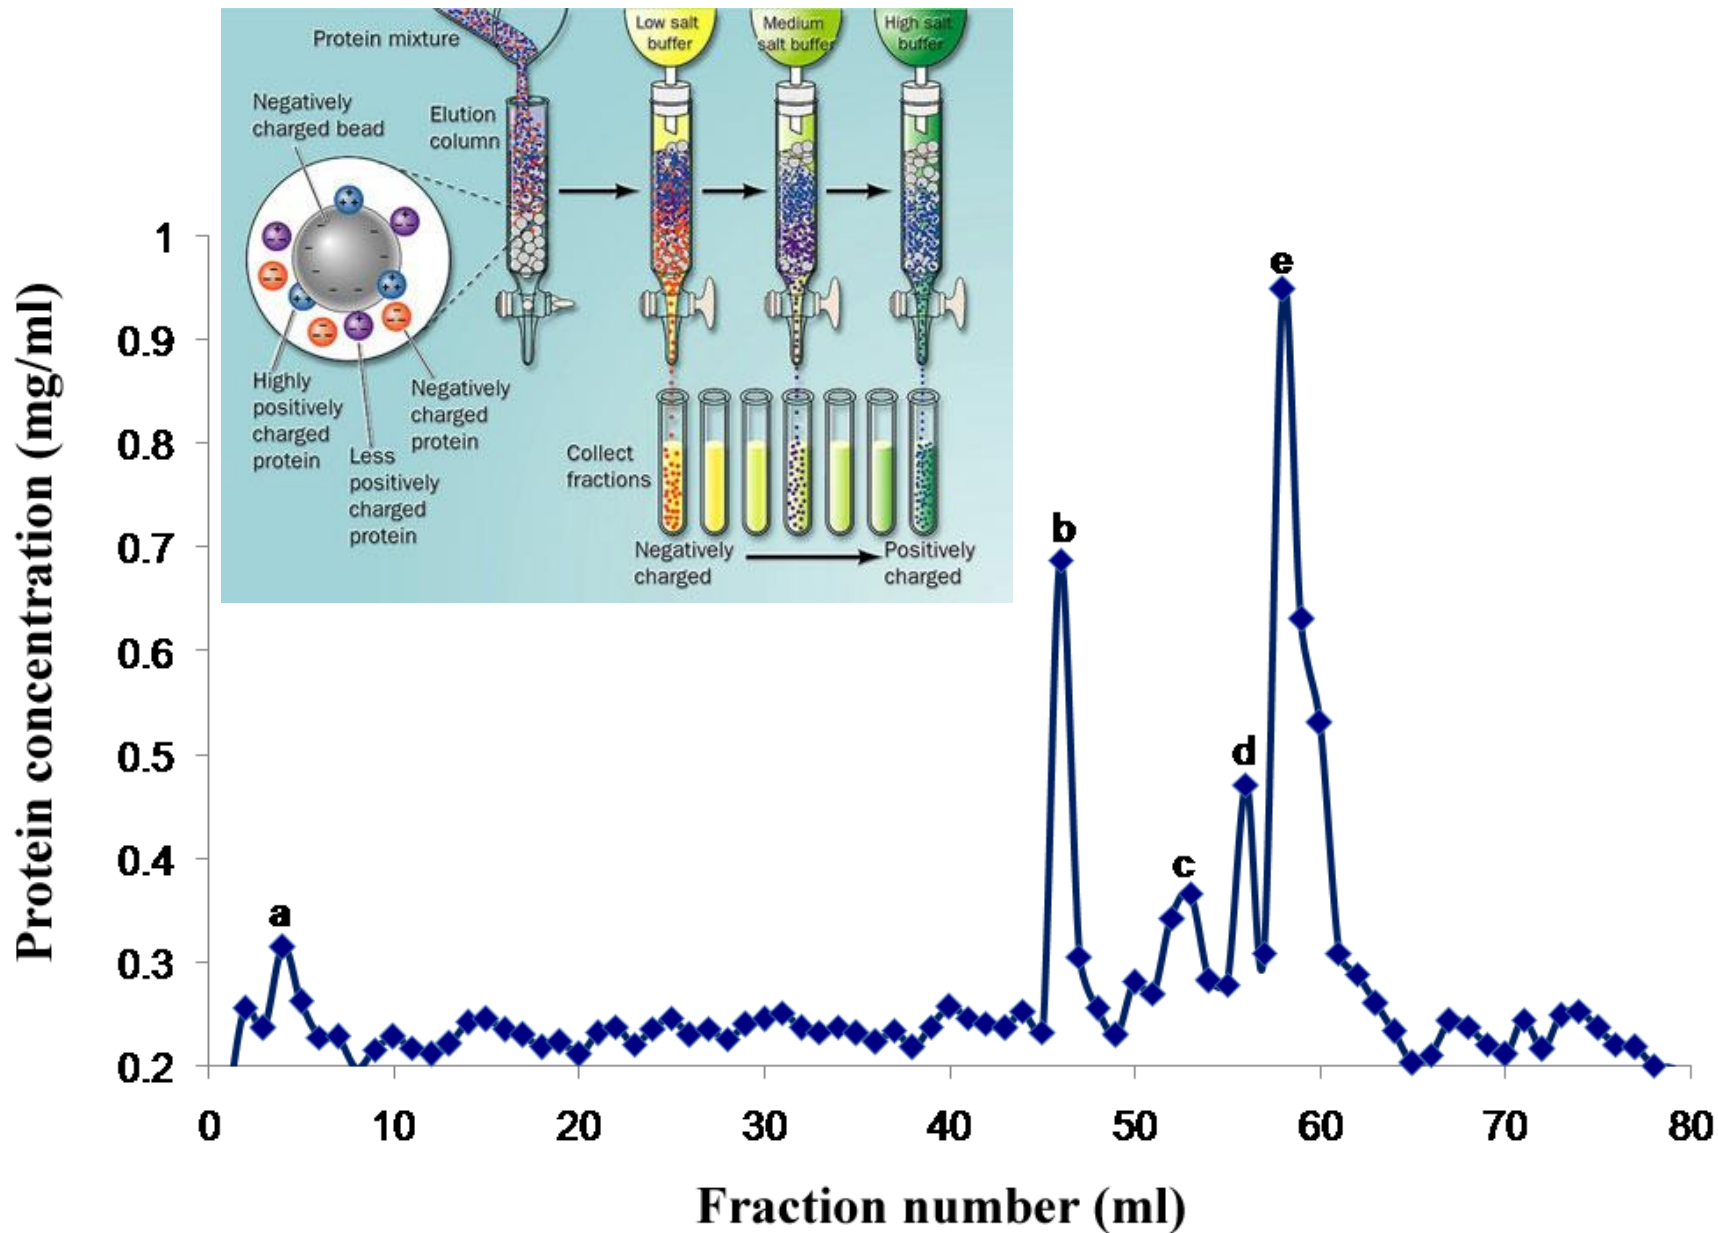 Protein mixture
Low salt
buffer
Medium
salt buffer
High salt
buffer
Negatively
charged bead
Elution
column
Highly
positively
charged
protein
Less
positively
charged
protein
Negatively
charged
protein
Collect
fractions
Negatively
charged
Positively
charged
Protein concentration (mg/ml)
1
0.9
0.8
0.7
0.6
0.5
0.4
0.3
0.2
a
b
c
d
e
0 10 20 30 40 50 60 70 80
Fraction number (ml)